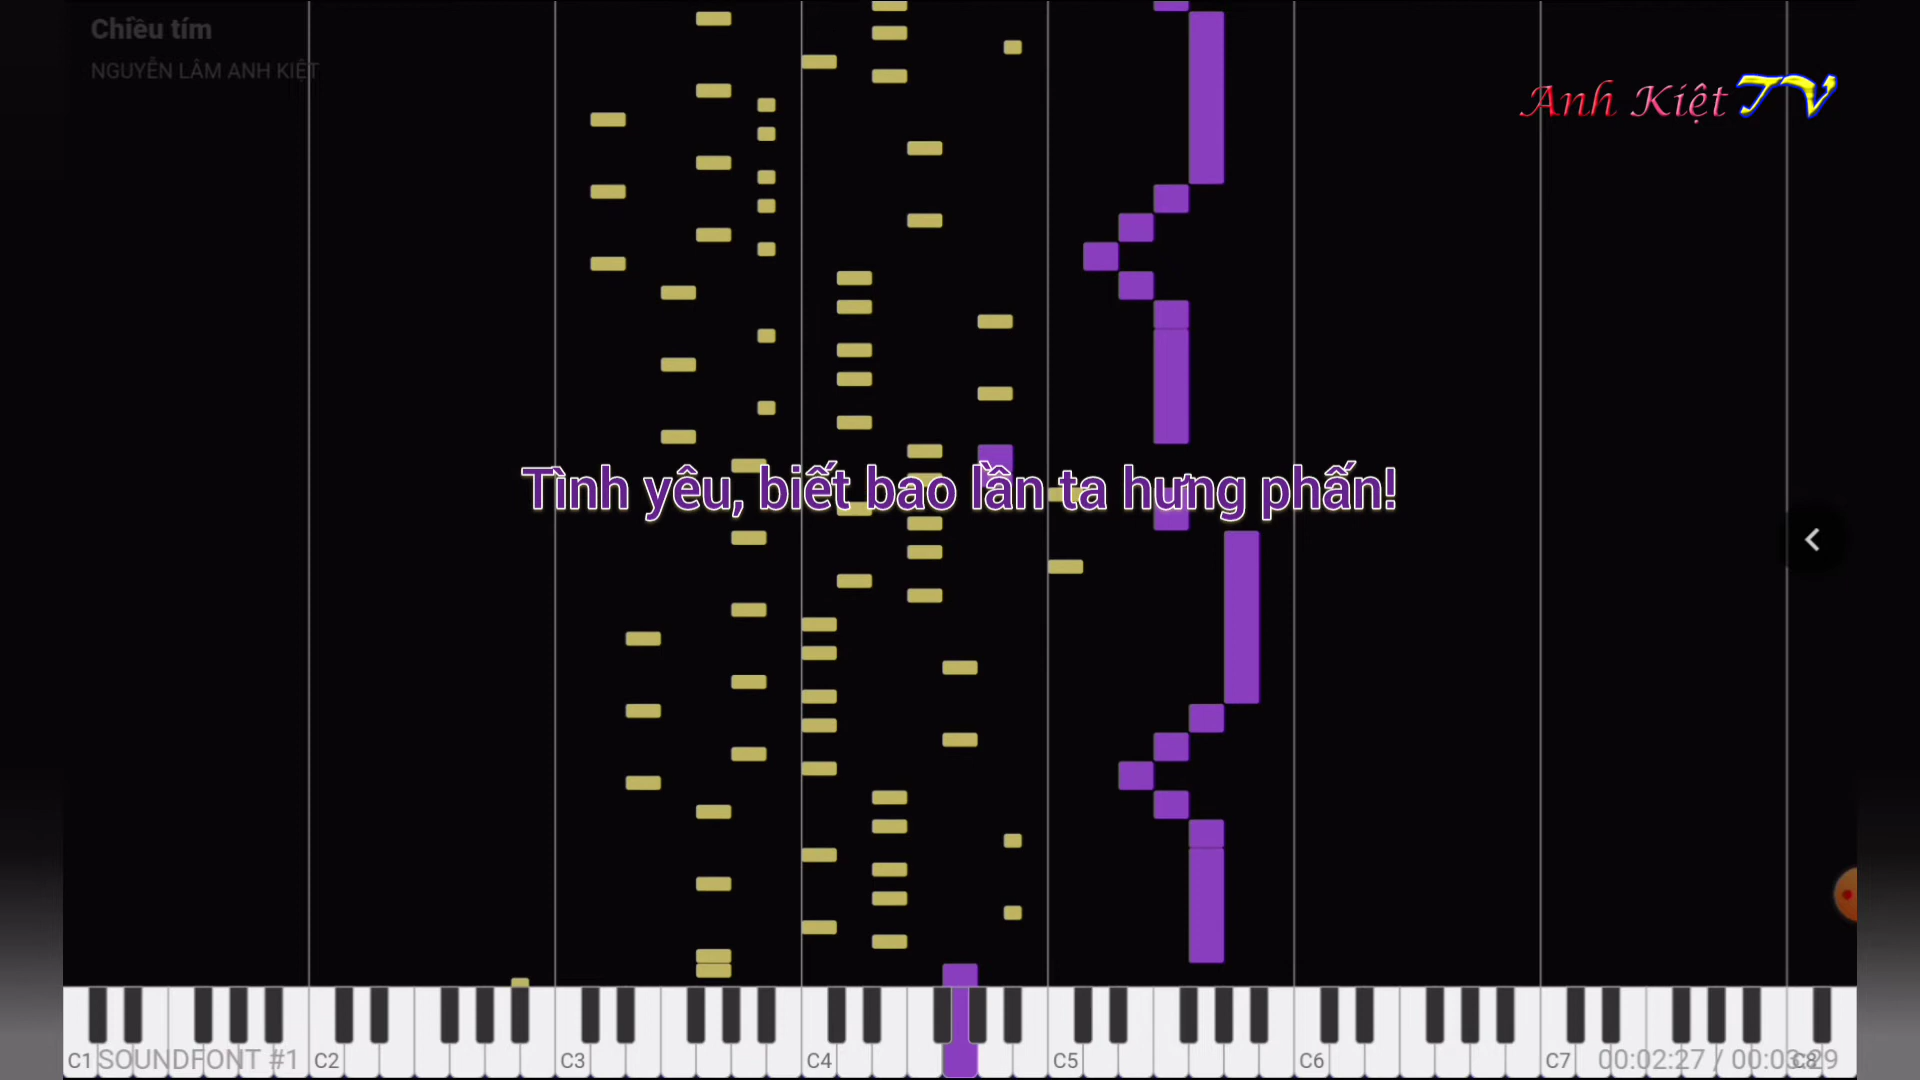 Chiều tím
NGUYỄN LÂM ANH KIỆT
Anh Kiệt TV
Tình yêu, biết bao lần ta hưng phấn!
C1 SOUNDFONT #1 C2 C3 C4 C5 C6 C7 00:02:27 / 00:03:29 C8